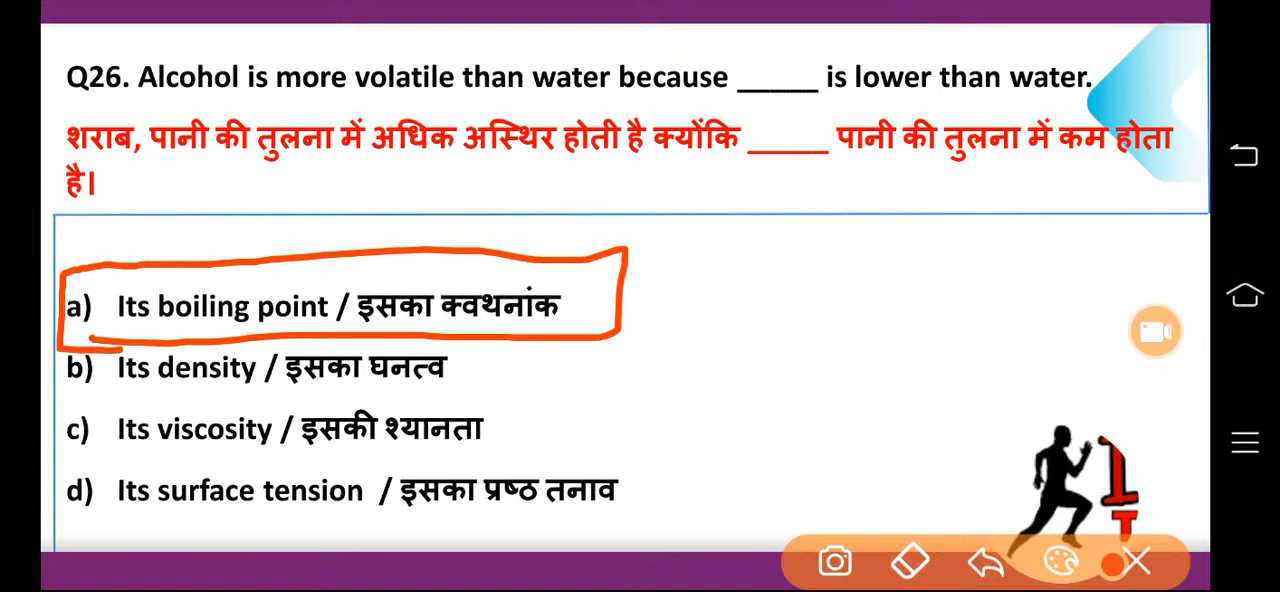 Q26. Alcohol is more volatile than water because _____ is lower than water.
शराब, पानी की तुलना में अधिक अस्थिर होती है क्योंकि _____ पानी की तुलना में कम होता
है।
a) Its boiling point / इसका क्वथनांक
b) Its density / इसका घनत्व
c) Its viscosity / इसकी श्यानता
d) Its surface tension / इसका प्रष्ठ तनाव